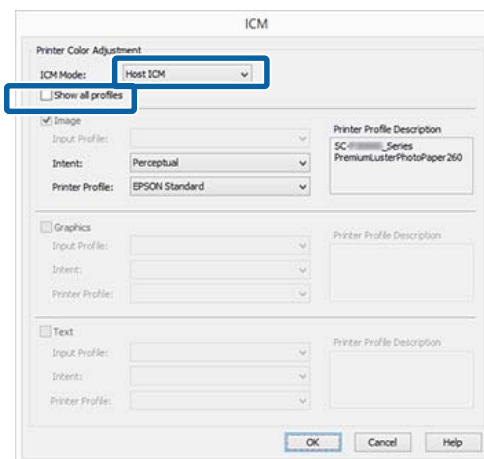 ICM
Printer Color Adjustment
ICM Mode: Host ICM
Show all profiles
Image
Input Profile:
Intent: Perceptual
Printer Profile: EPSON Standard
Printer Profile Description
SC- _Series
PremiumLusterPhotoPaper260
Graphics
Input Profile:
Intent:
Printer Profile:
Printer Profile Description
Text
Input Profile:
Intent:
Printer Profile:
Printer Profile Description
OK Cancel Help